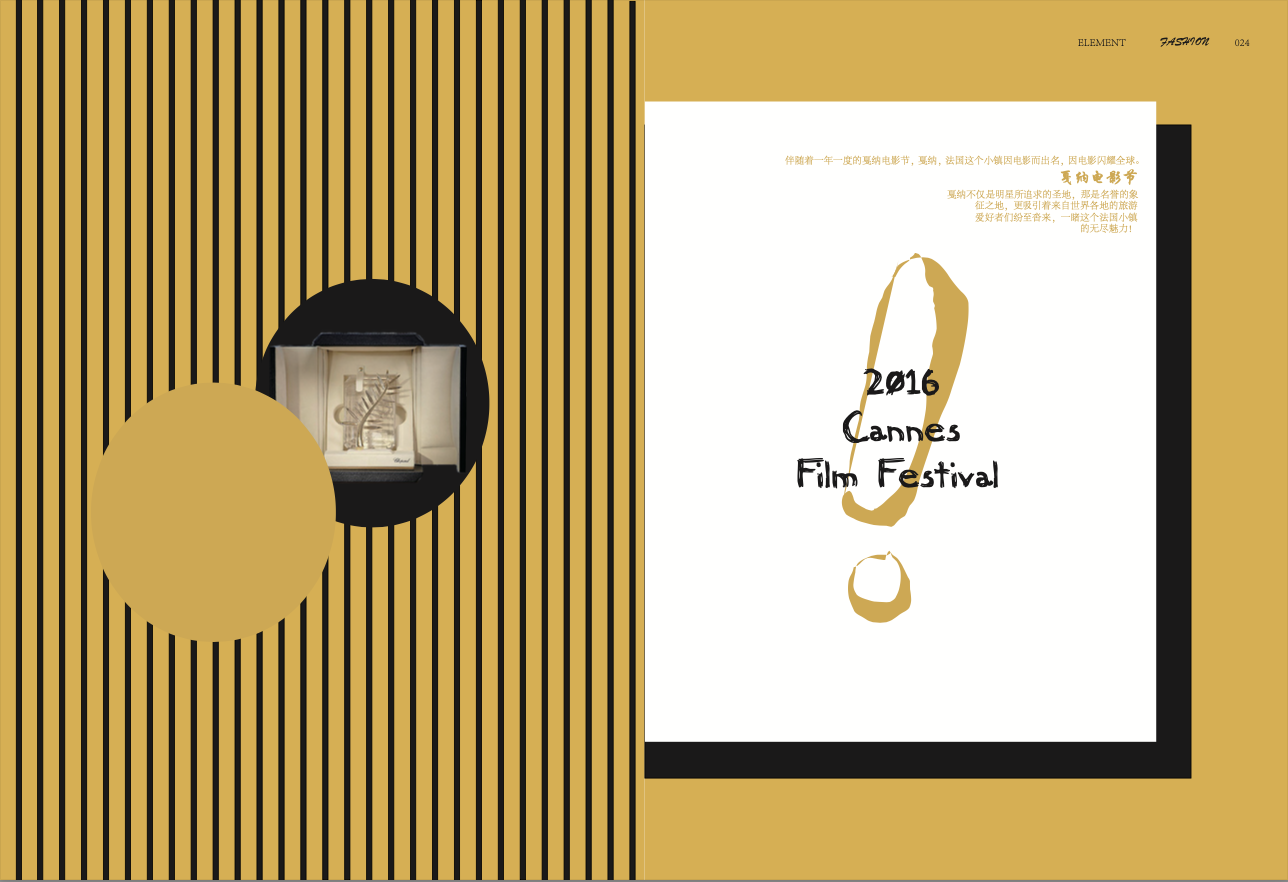 ELEMENT FASHION 024
伴随着一年一度的戛纳电影节，戛纳，法国这个小镇因电影而出名，因电影闪耀全球。
戛纳电影节
戛纳不仅是明星所追求的圣地，那是名誉的象
征之地，更吸引着来自世界各地的旅游
爱好者们纷至沓来，一睹这个法国小镇
的无尽魅力！
2016
Cannes
Film Festival